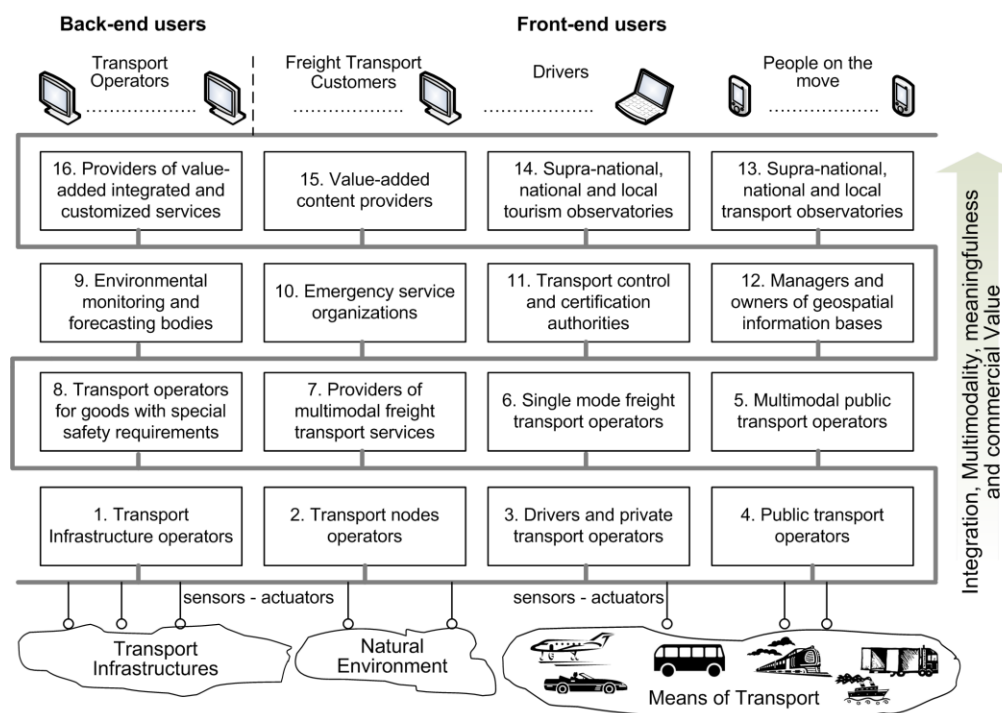 Back-end users
Front-end users
Transport
Operators
Freight Transport
Customers
Drivers
People on the
move
16. Providers of value-
added integrated and
customized services
15. Value-added
content providers
14. Supra-national,
national and local
tourism observatories
13. Supra-national,
national and local
transport observatories
9. Environmental
monitoring and
forecasting bodies
10. Emergency service
organizations
11. Transport control
and certification
authorities
12. Managers and
owners of geospatial
information bases
8. Transport operators
for goods with special
safety requirements
7. Providers of
multimodal freight
transport services
6. Single mode freight
transport operators
5. Multimodal public
transport operators
1. Transport
Infrastructure operators
2. Transport nodes
operators
3. Drivers and private
transport operators
4. Public transport
operators
Integration, Multimodality, meaningfulness
and commercial Value
sensors - actuators
sensors - actuators
Transport
Infrastructures
Natural
Environment
Means of Transport